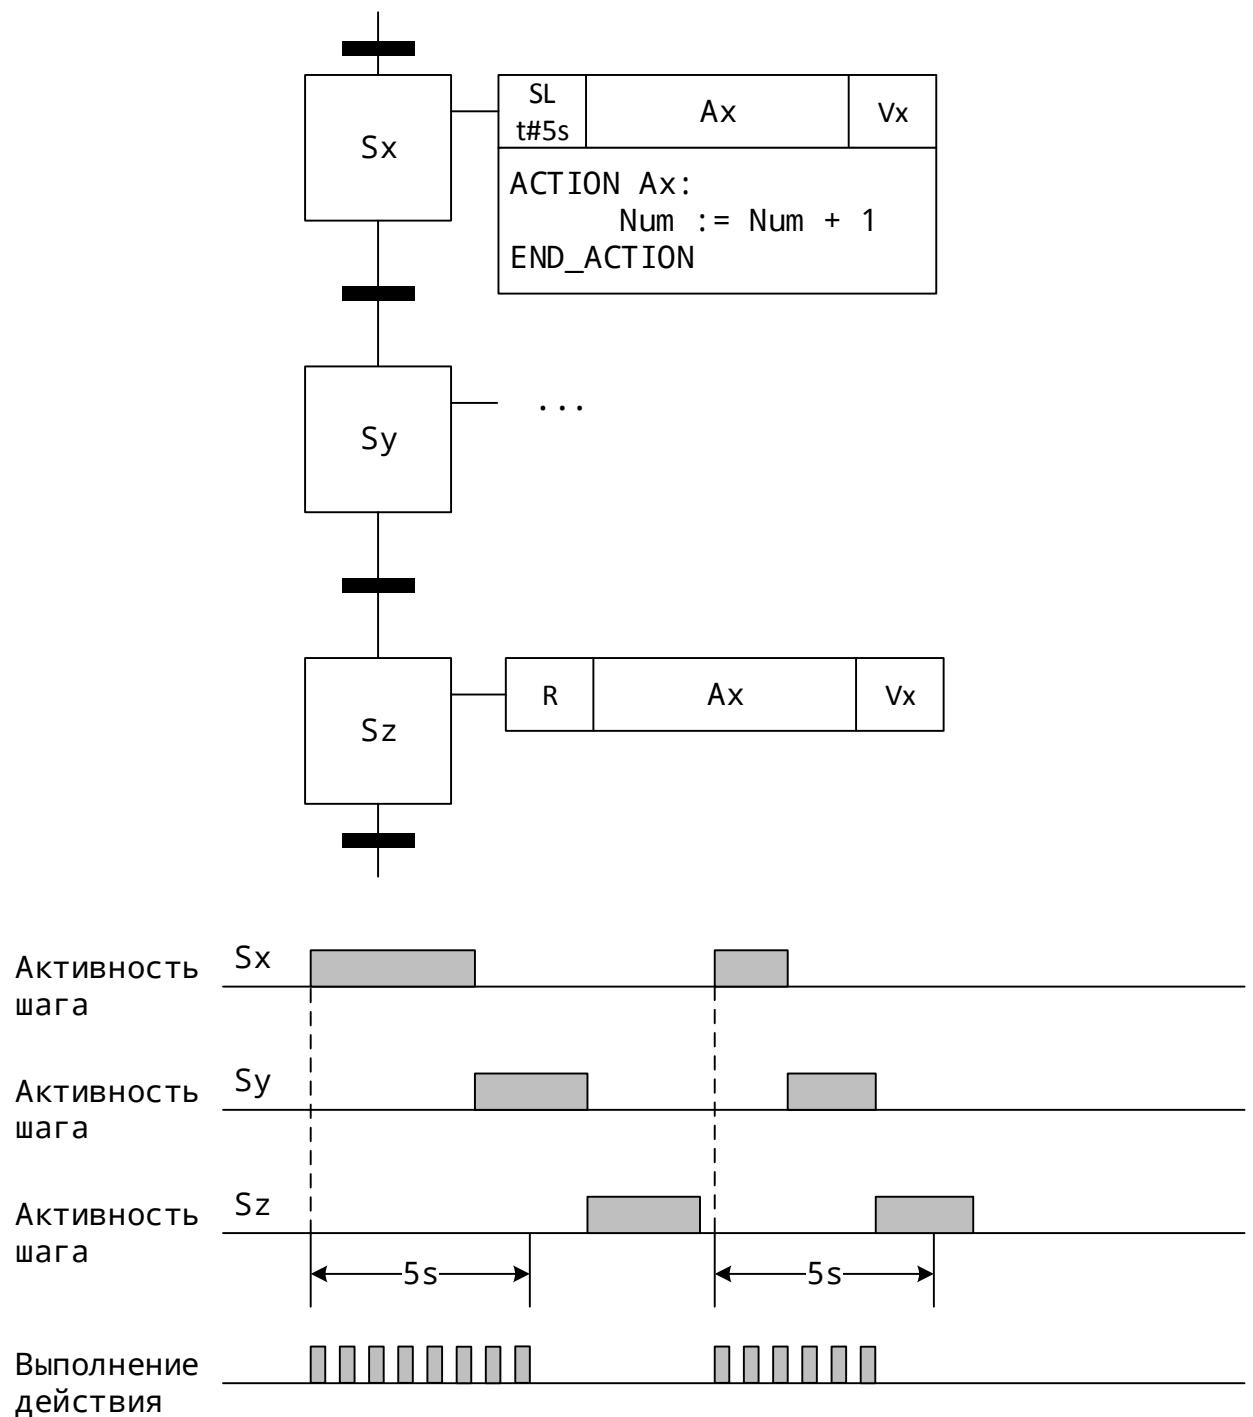 SL
t#5s
Ax
Vx
Sx
ACTION Ax:
Num := Num + 1
END_ACTION
Sy
...
R
Ax
Vx
Sz
Активность
шага
Sx
Активность
шага
Sy
Активность
шага
Sz
5s
5s
Выполнение
действия